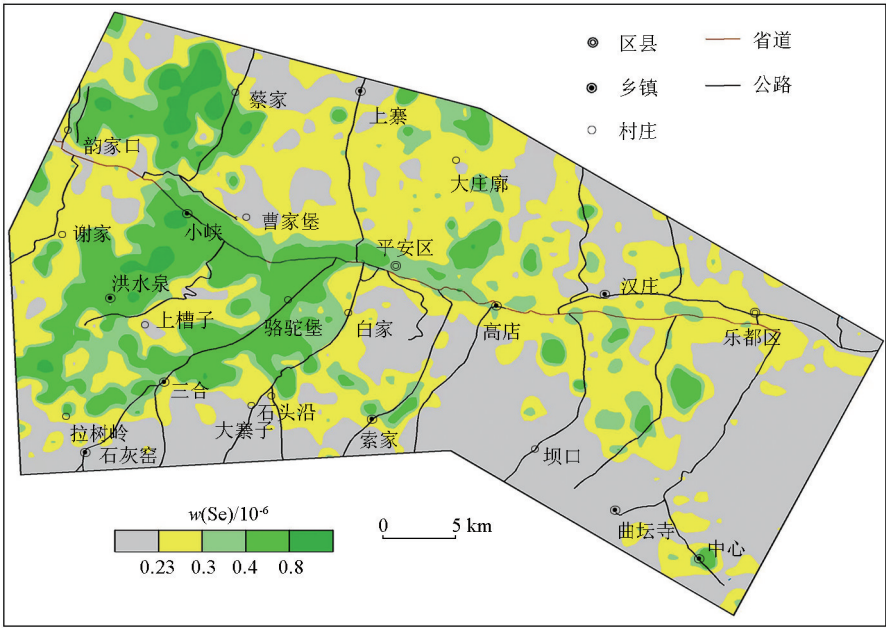 区县
省道
乡镇
公路
村庄
蔡家
上寨
韵家口
大庄廓
谢家
小峡
曹家堡
平安区
洪水泉
汉庄
上槽子
骆驼堡
白家
高店
乐都区
三合
石头沿
大寨子
索家
拉树岭
石灰窑
坝口
曲坛寺
中心
w(Se)/10⁻⁶
0.23 0.3 0.4 0.8
0 5 km